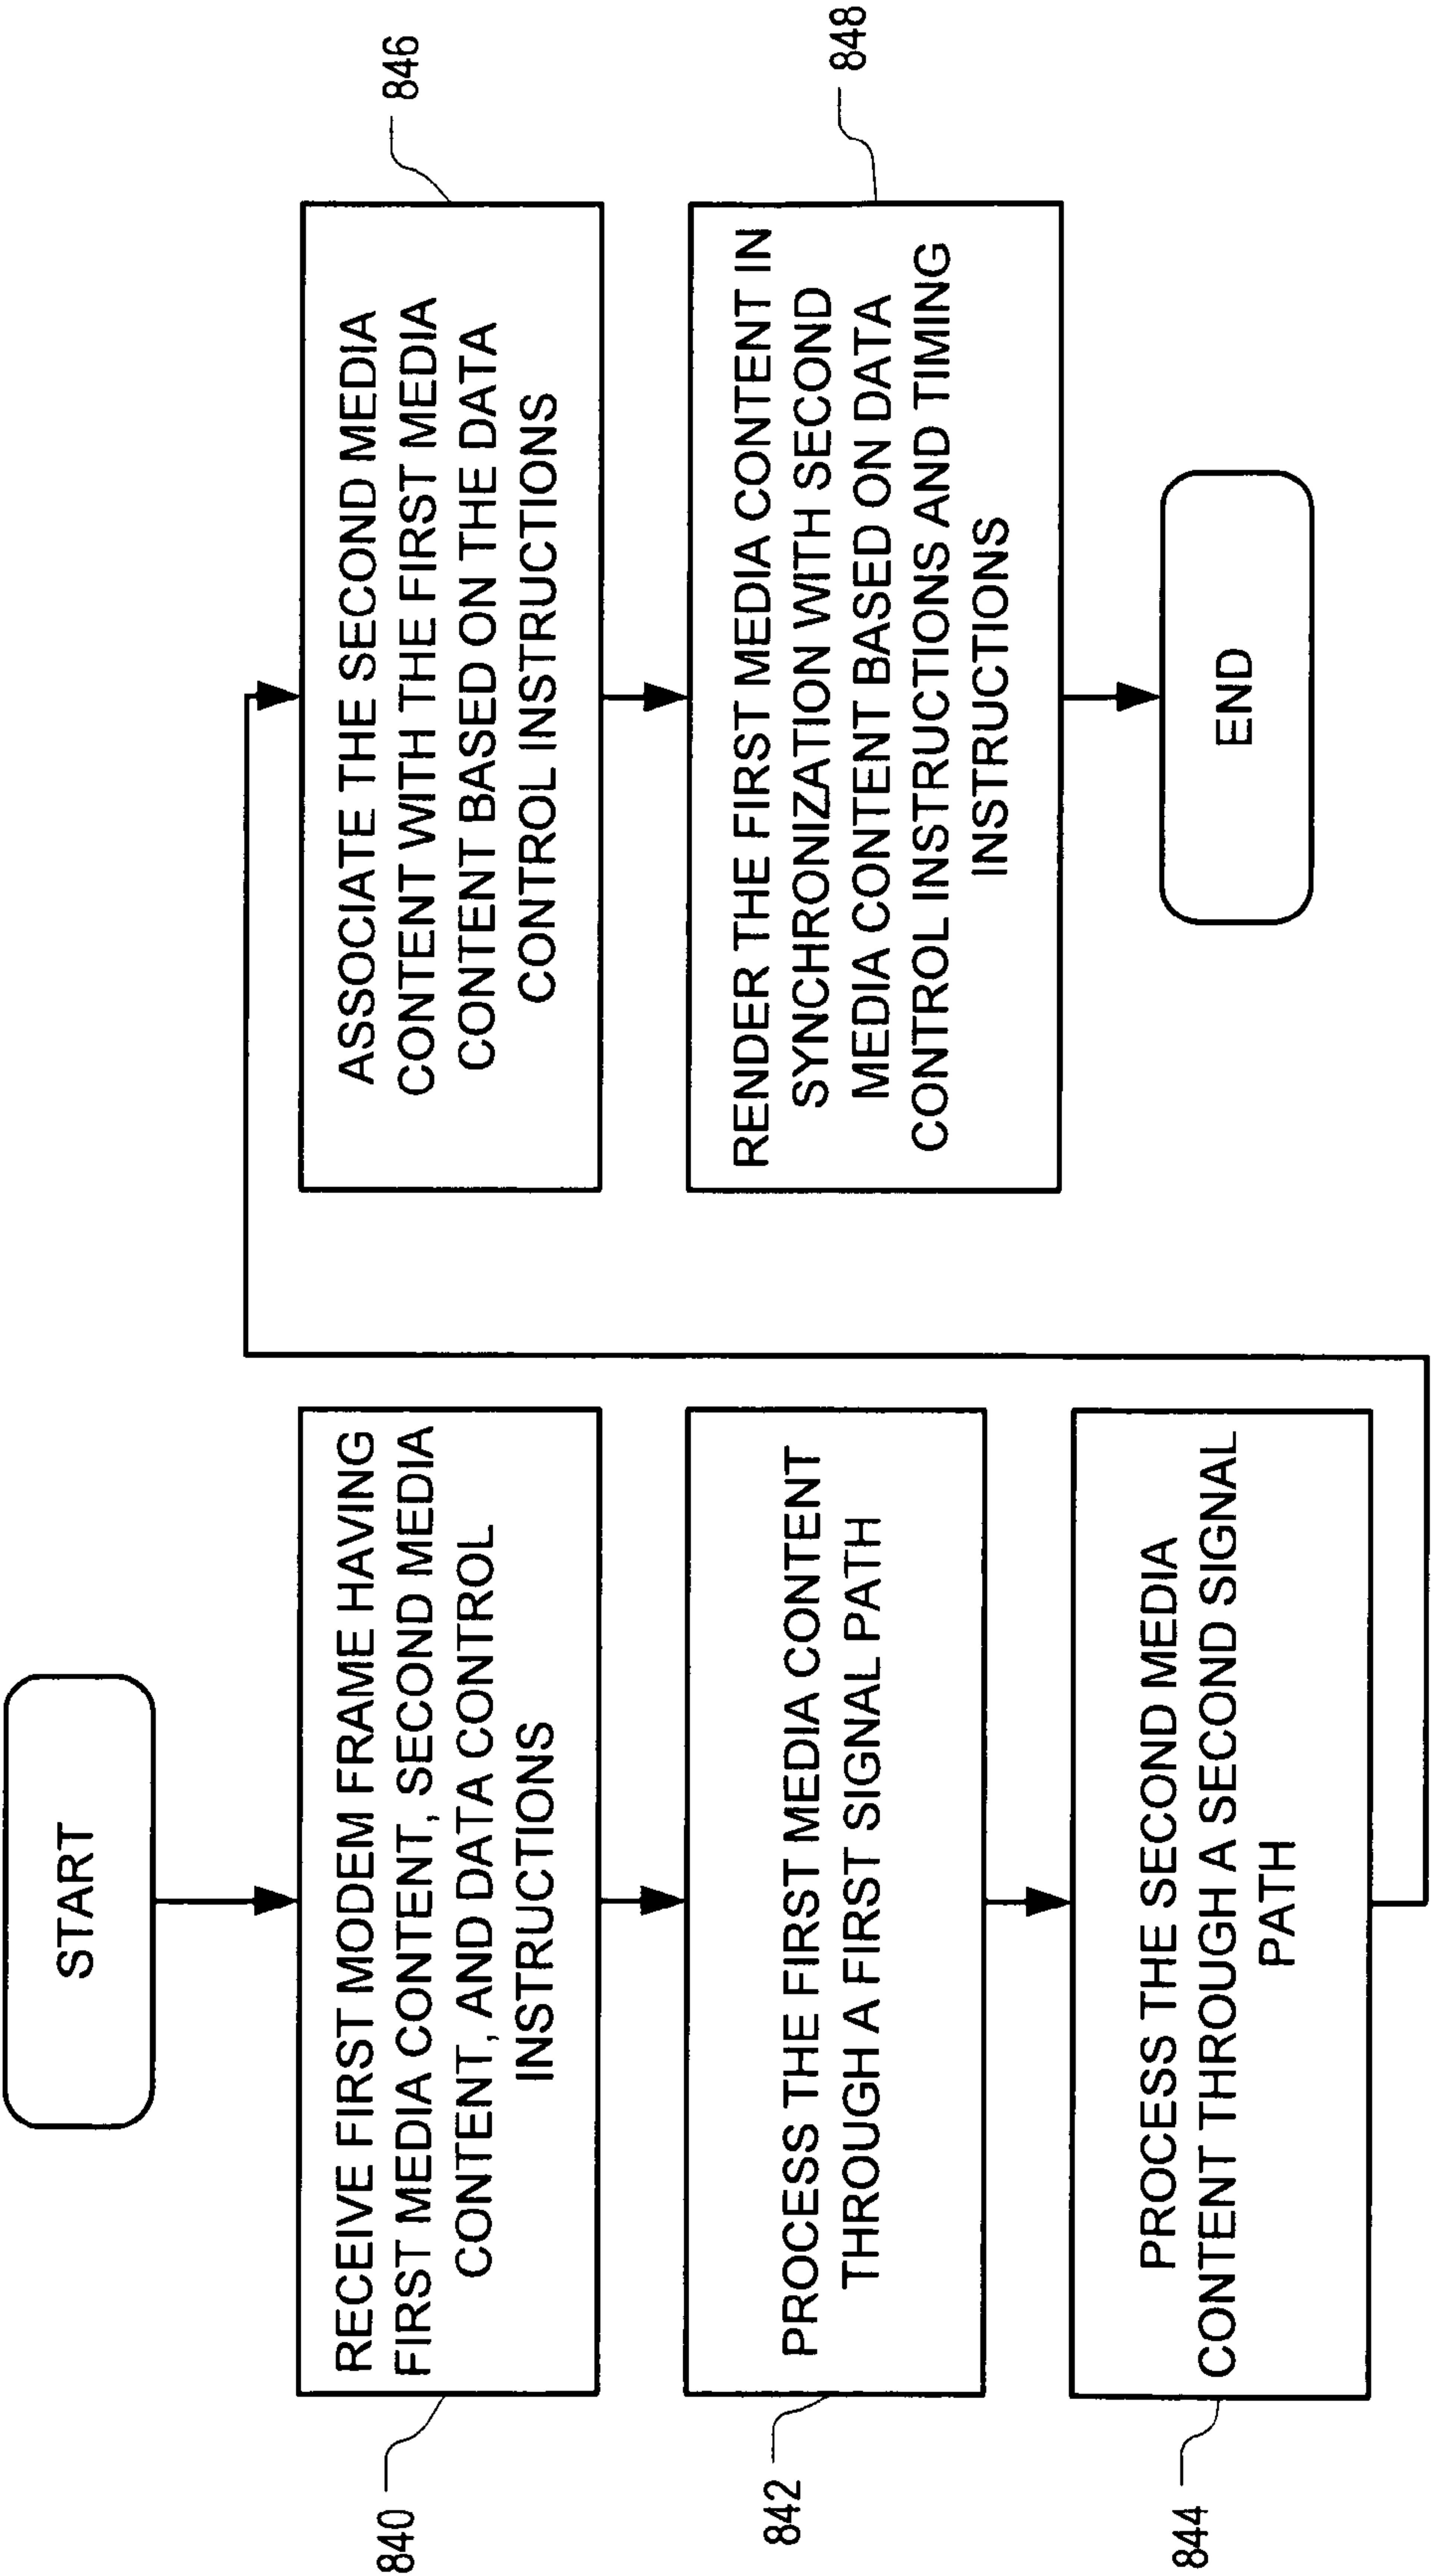 START
RECEIVE FIRST MODEM FRAME HAVING
FIRST MEDIA CONTENT, SECOND MEDIA
CONTENT, AND DATA CONTROL
INSTRUCTIONS
840
PROCESS THE FIRST MEDIA CONTENT
THROUGH A FIRST SIGNAL PATH
842
PROCESS THE SECOND MEDIA
CONTENT THROUGH A SECOND SIGNAL
PATH
844
ASSOCIATE THE SECOND MEDIA
CONTENT WITH THE FIRST MEDIA
CONTENT BASED ON THE DATA
CONTROL INSTRUCTIONS
846
RENDER THE FIRST MEDIA CONTENT IN
SYNCHRONIZATION WITH SECOND
MEDIA CONTENT BASED ON DATA
CONTROL INSTRUCTIONS AND TIMING
INSTRUCTIONS
848
END